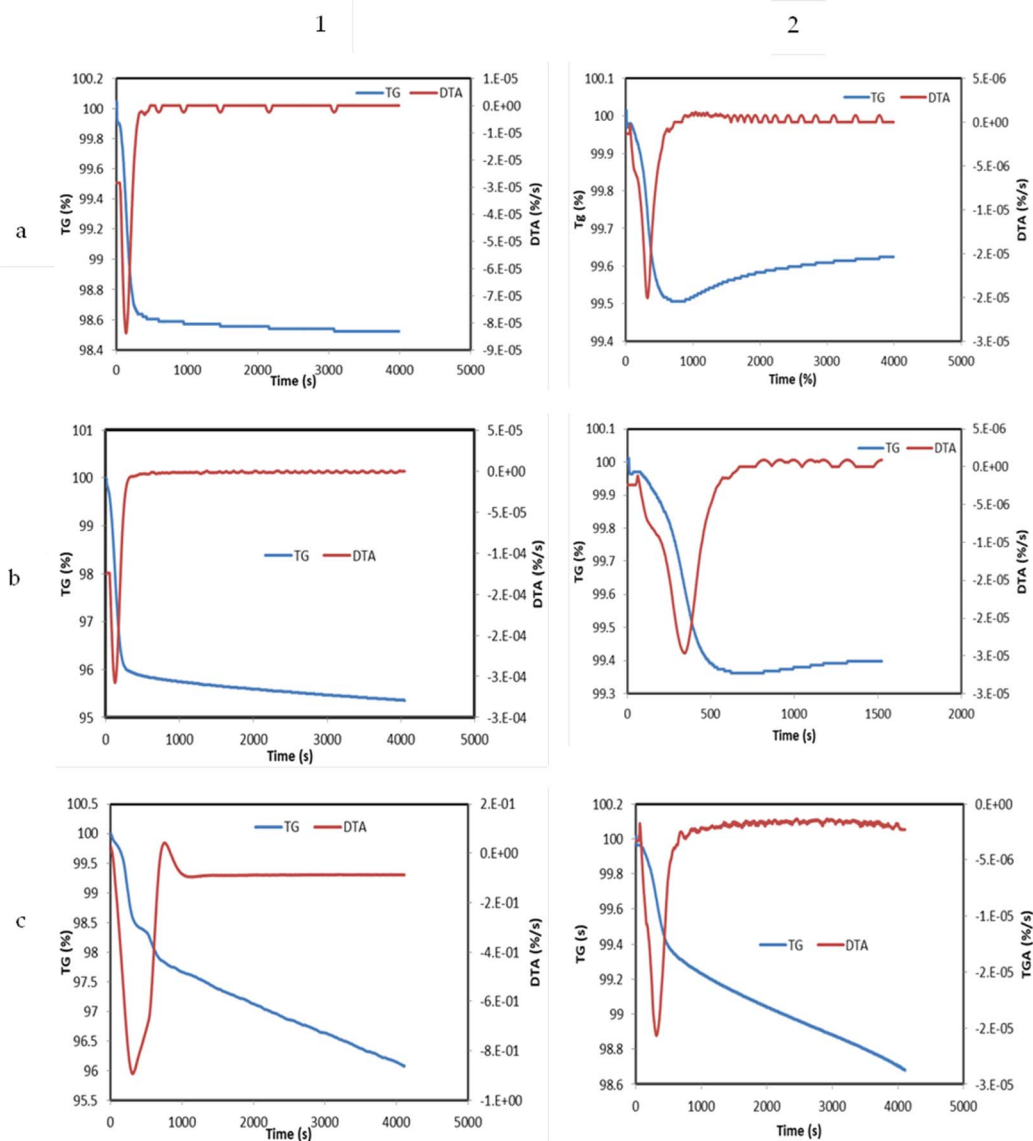 1
2
a
100.2
100
99.8
99.6
99.4
99.2
99
98.8
98.6
98.4
TG (%)
TG DTA
1.E-05
0.E+00
-1.E-05
-2.E-05
-3.E-05
-4.E-05
-5.E-05
-6.E-05
-7.E-05
-8.E-05
-9.E-05
DTA (%/s)
0 1000 2000 3000 4000 5000
Time (s)
100.1
100
99.9
99.8
99.7
99.6
99.5
99.4
Tg (%)
TG DTA
5.E-06
0.E+00
-5.E-06
-1.E-05
-2.E-05
-2.E-05
-3.E-05
DTA (%/s)
0 1000 2000 3000 4000 5000
Time (%)
b
101
100
99
98
97
96
95
TG (%)
TG DTA
5.E-05
0.E+00
-5.E-05
-1.E-04
-2.E-04
-2.E-04
-3.E-04
-3.E-04
DTA (%/s)
0 1000 2000 3000 4000 5000
Time (s)
100.1
100
99.9
99.8
99.7
99.6
99.5
99.4
99.3
TG (%)
TG DTA
5.E-06
0.E+00
-5.E-06
-1.E-05
-2.E-05
-2.E-05
-3.E-05
-3.E-05
DTA (%/s)
0 500 1000 1500 2000
Time (s)
c
100.5
100
99.5
99
98.5
98
97.5
97
96.5
96
95.5
TG (%)
TG DTA
2.E-01
0.E+00
-2.E-01
-4.E-01
-6.E-01
-8.E-01
-1.E+00
DTA (%/s)
0 1000 2000 3000 4000 5000
Time (s)
100.2
100
99.8
99.6
99.4
99.2
99
98.8
98.6
TG (s)
TG DTA
0.E+00
-5.E-06
-1.E-05
-2.E-05
-2.E-05
-3.E-05
TGA (%/s)
0 1000 2000 3000 4000 5000
Time (s)